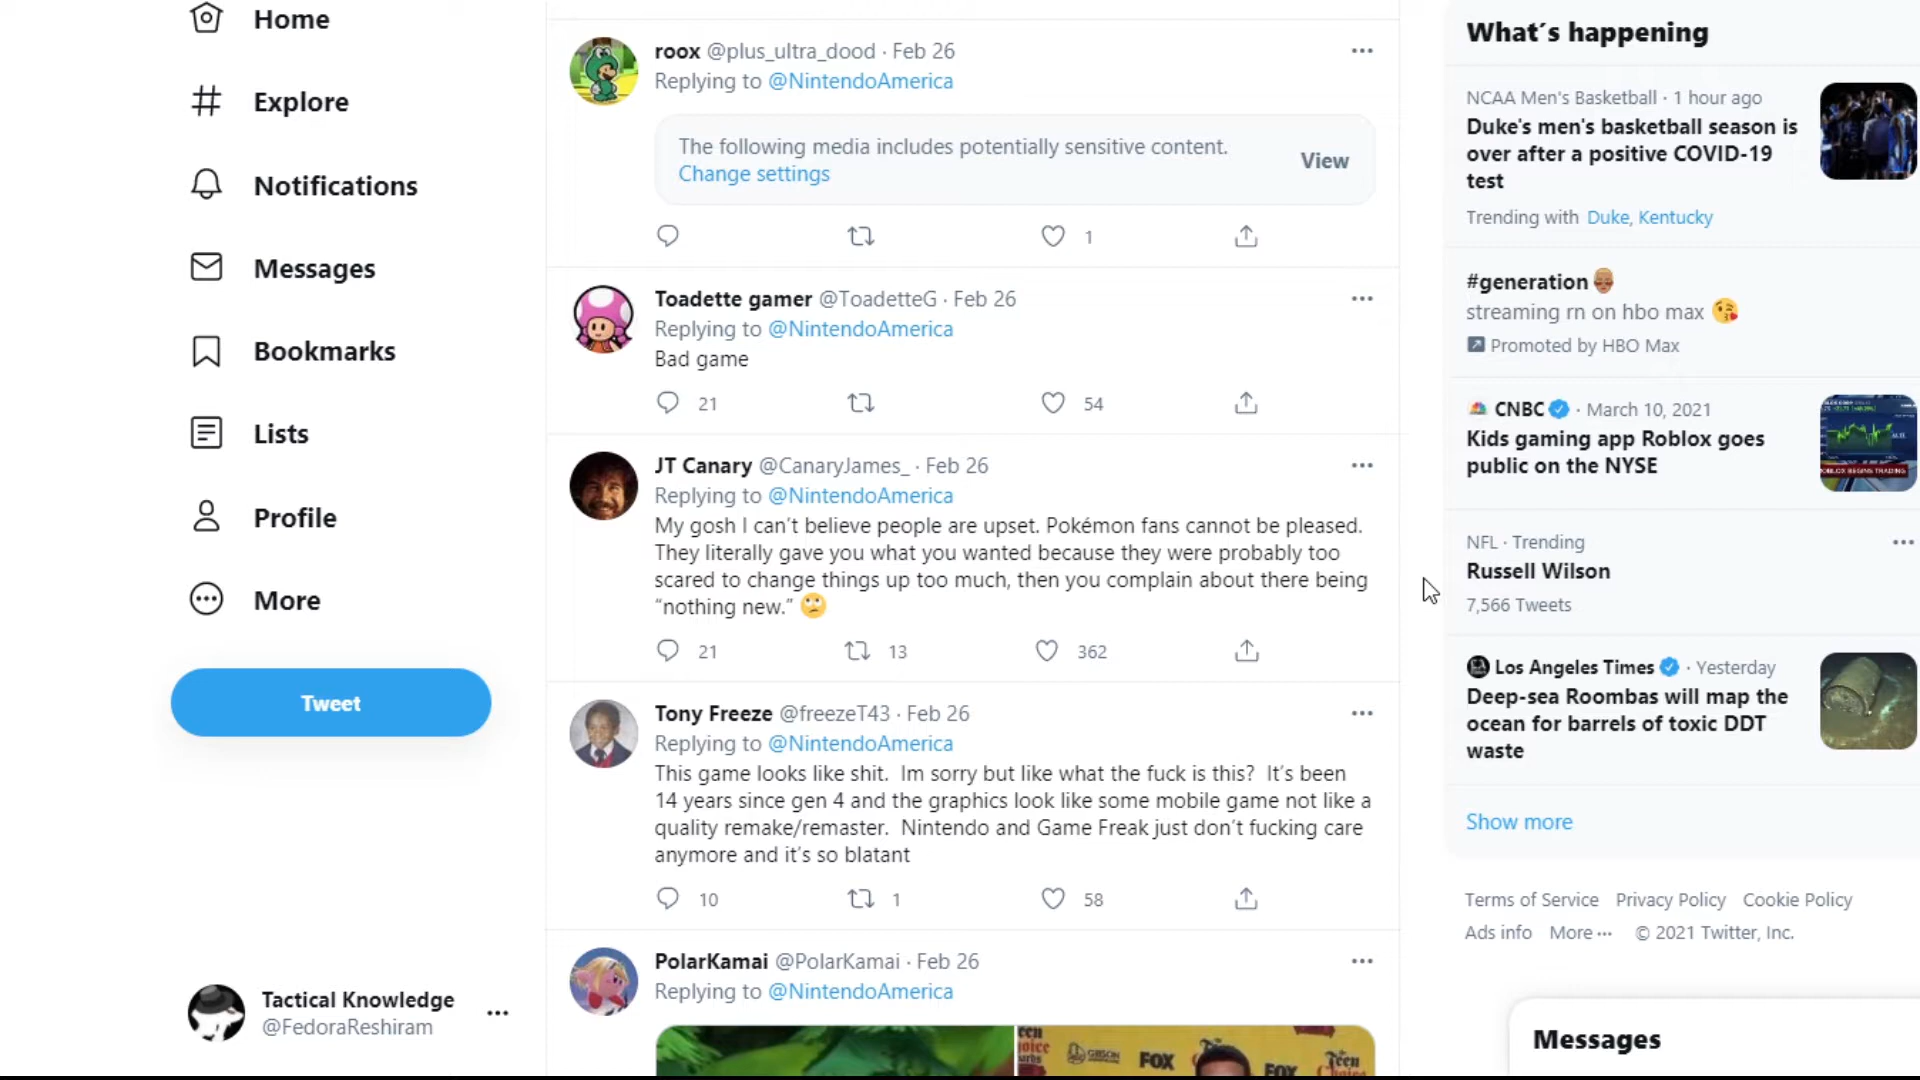 Home
Explore
Notifications
Messages
Bookmarks
Lists
Profile
More
Tweet
Tactical Knowledge
@FedoraReshiram
roox @plus_ultra_dood · Feb 26
Replying to @NintendoAmerica
The following media includes potentially sensitive content.
Change settings
View
1
Toadette gamer @ToadetteG · Feb 26
Replying to @NintendoAmerica
Bad game
21 54
JT Canary @CanaryJames_ · Feb 26
Replying to @NintendoAmerica
My gosh I can't believe people are upset. Pokémon fans cannot be pleased.
They literally gave you what you wanted because they were probably too
scared to change things up too much, then you complain about there being
“nothing new.” 🙄
21 13 362
Tony Freeze @freezeT43 · Feb 26
Replying to @NintendoAmerica
This game looks like shit. Im sorry but like what the fuck is this? It's been
14 years since gen 4 and the graphics look like some mobile game not like a
quality remake/remaster. Nintendo and Game Freak just don't fucking care
anymore and it's so blatant
10 1 58
PolarKamai @PolarKamai · Feb 26
Replying to @NintendoAmerica
GIBSON
FOX
Teen
Choice
FOX
What´s happening
NCAA Men's Basketball · 1 hour ago
Duke's men's basketball season is
over after a positive COVID-19
test
Trending with Duke, Kentucky
#generation
streaming rn on hbo max 😘
Promoted by HBO Max
CNBC · March 10, 2021
Kids gaming app Roblox goes
public on the NYSE
ROBLOX BEGINS TRADING
NFL · Trending
Russell Wilson
7,566 Tweets
Los Angeles Times · Yesterday
Deep-sea Roombas will map the
ocean for barrels of toxic DDT
waste
Show more
Terms of Service Privacy Policy Cookie Policy
Ads info More ··· © 2021 Twitter, Inc.
Messages